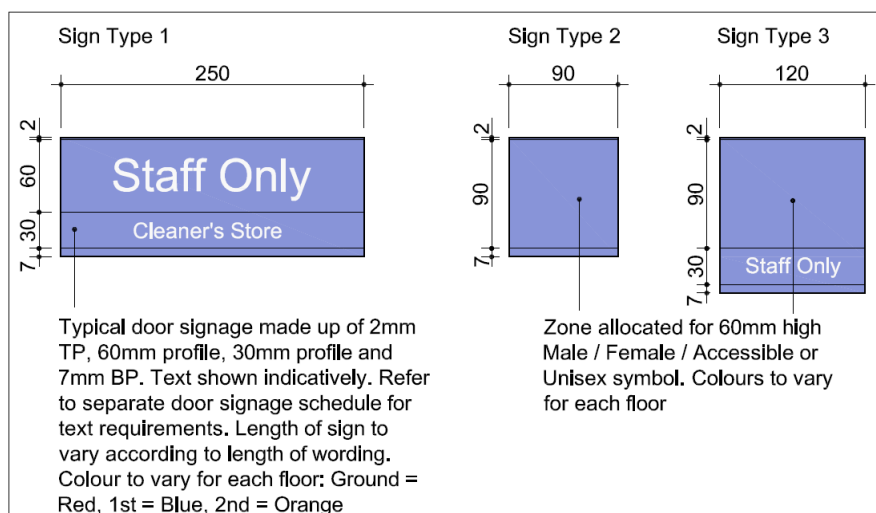 Sign Type 1
Sign Type 2
Sign Type 3
250
90
120
2
60
30
7
2
90
7
2
90
30
7
Staff Only
Cleaner's Store
Staff Only
Typical door signage made up of 2mm
TP, 60mm profile, 30mm profile and
7mm BP. Text shown indicatively. Refer
to separate door signage schedule for
text requirements. Length of sign to
vary according to length of wording.
Colour to vary for each floor: Ground =
Red, 1st = Blue, 2nd = Orange
Zone allocated for 60mm high
Male / Female / Accessible or
Unisex symbol. Colours to vary
for each floor